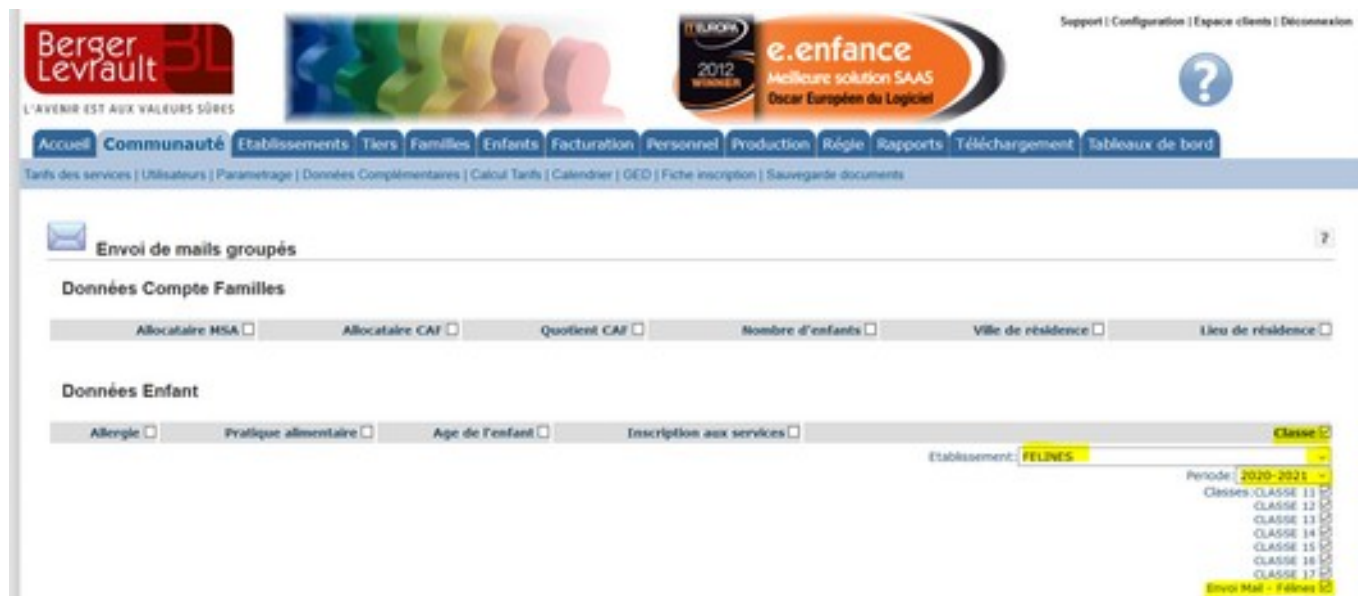 Support | Configuration | Espace clients | Déconnexion
Berger
Levrault
BL
L'AVENIR EST AUX VALEURS SÛRES
IT EUROPA
2012
WINNER
e.enfance
Meilleure solution SAAS
Oscar Européen du Logiciel
?
Accueil Communauté Etablissements Tiers Familles Enfants Facturation Personnel Production Régie Rapports Téléchargement Tableaux de bord
Tarifs des services | Utilisateurs | Parametrage | Données Complémentaires | Calcul Tarifs | Calendrier | GED | Fiche inscription | Sauvegarde documents
Envoi de mails groupés ?
Données Compte Familles
Allocataire MSA Allocataire CAF Quotient CAF Nombre d'enfants Ville de résidence Lieu de résidence
Données Enfant
Allergie Pratique alimentaire Age de l'enfant Inscription aux services Classe
Etablissement: FELINES
Periode: 2020-2021
Classes: CLASSE 11
CLASSE 12
CLASSE 13
CLASSE 14
CLASSE 15
CLASSE 16
CLASSE 17
Envoi Mail - Félines